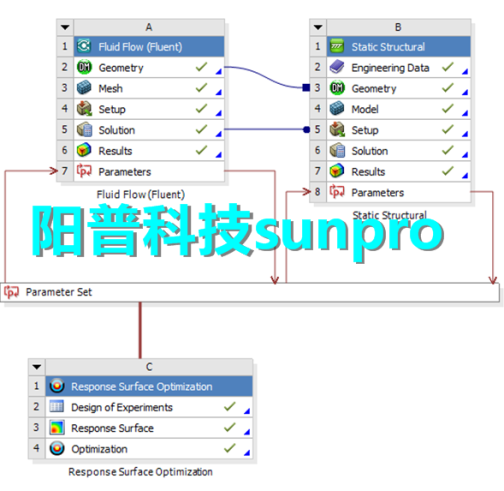 A
1 Fluid Flow (Fluent)
2 Geometry
3 Mesh
4 Setup
5 Solution
6 Results
7 Parameters
Fluid Flow (Fluent)
B
1 Static Structural
2 Engineering Data
3 Geometry
4 Model
5 Setup
6 Solution
7 Results
8 Parameters
Static Structural
阳普科技sunpro
Parameter Set
C
1 Response Surface Optimization
2 Design of Experiments
3 Response Surface
4 Optimization
Response Surface Optimization